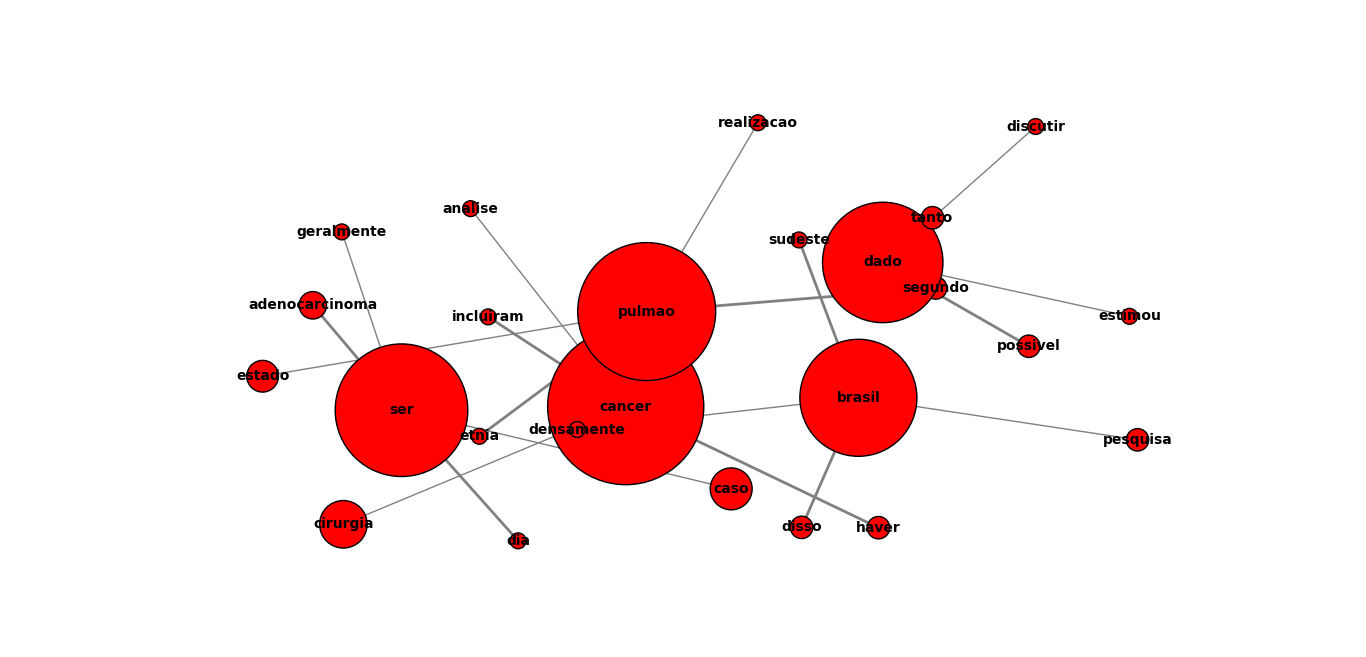 realizacao
discutir
analise
tanto
geralmente
sudeste
dado
segundo
adenocarcinoma
pulmao
incluiram
estimou
possivel
estado
brasil
cancer
ser
densamente
etnia
pesquisa
caso
cirurgia
disso
haver
dia